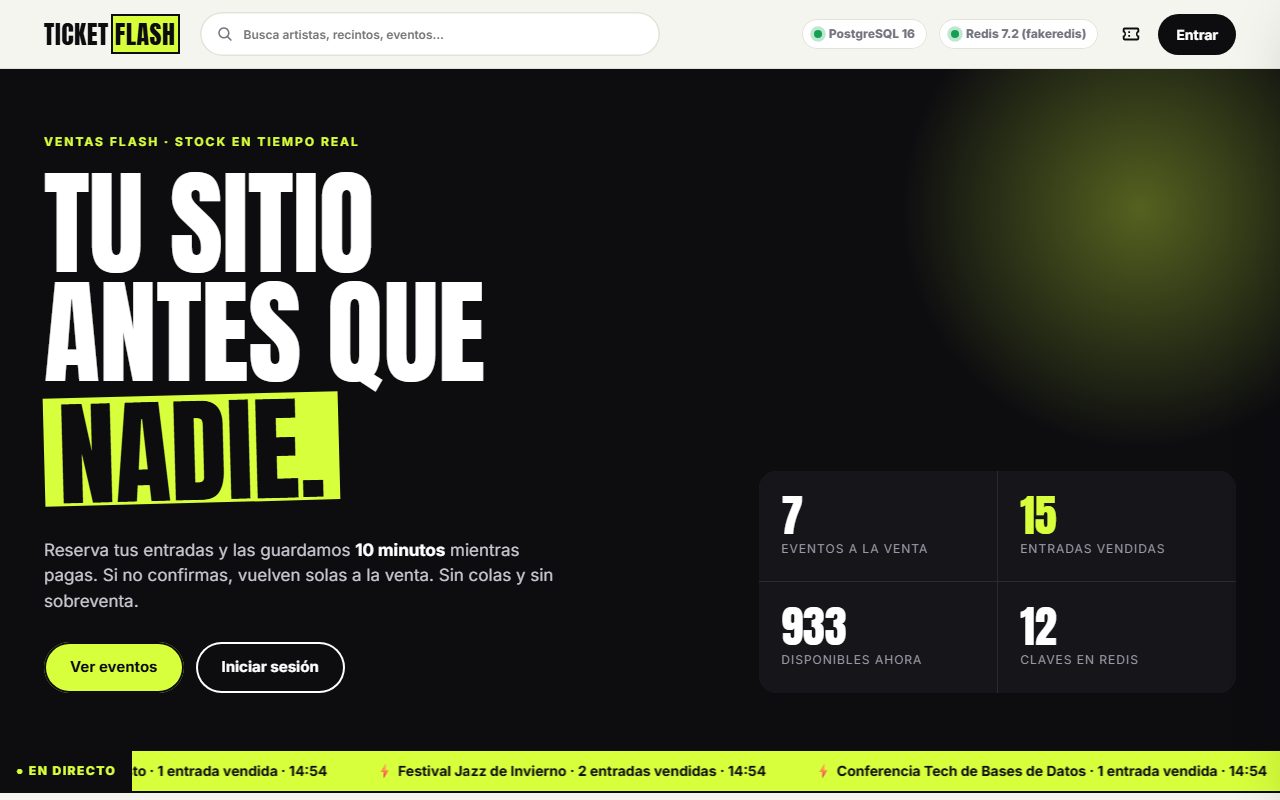 TICKET FLASH
Busca artistas, recintos, eventos...
PostgreSQL 16
Redis 7.2 (fakeredis)
Entrar
VENTAS FLASH · STOCK EN TIEMPO REAL
TU SITIO
ANTES QUE
NADIE.
Reserva tus entradas y las guardamos 10 minutos mientras
pagas. Si no confirmas, vuelven solas a la venta. Sin colas y sin
sobreventa.
Ver eventos
Iniciar sesión
7
EVENTOS A LA VENTA
15
ENTRADAS VENDIDAS
933
DISPONIBLES AHORA
12
CLAVES EN REDIS
• EN DIRECTO
to · 1 entrada vendida · 14:54
Festival Jazz de Invierno · 2 entradas vendidas · 14:54
Conferencia Tech de Bases de Datos · 1 entrada vendida · 14:54